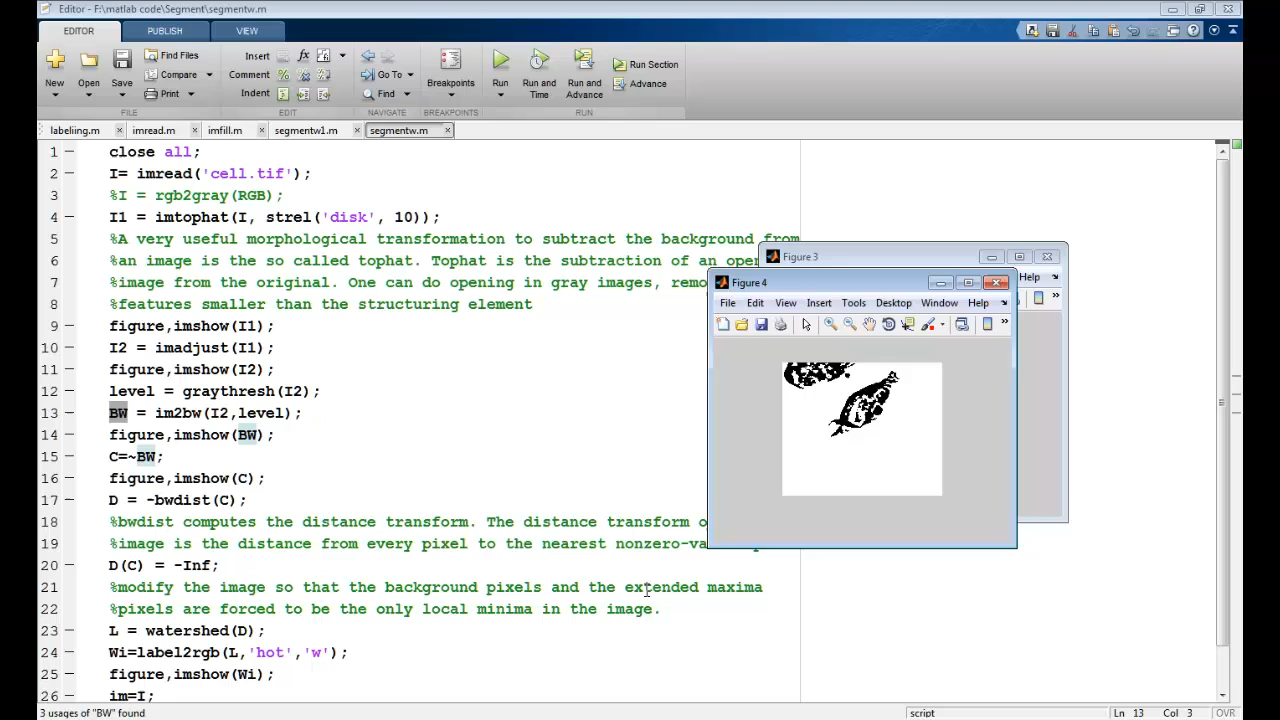 Editor - F:\matlab code\Segment\segmentw.m
EDITOR PUBLISH VIEW
New Open Save Find Files Compare Print
Insert Comment Indent
Go To Find
Breakpoints
Run Run and Time Run and Advance Run Section Advance
FILE EDIT NAVIGATE BREAKPOINTS RUN
labeliing.m × imread.m × imfill.m × segmentw1.m × segmentw.m ×
1 close all;
2 I= imread('cell.tif');
3 %I = rgb2gray(RGB);
4 I1 = imtophat(I, strel('disk', 10));
5 %A very useful morphological transformation to subtract the background from
6 %an image is the so called tophat. Tophat is the subtraction of an open
7 %image from the original. One can do opening in gray images, remo
8 %features smaller than the structuring element
9 figure,imshow(I1);
10 I2 = imadjust(I1);
11 figure,imshow(I2);
12 level = graythresh(I2);
13 BW = im2bw(I2,level);
14 figure,imshow(BW);
15 C=~BW;
16 figure,imshow(C);
17 D = -bwdist(C);
18 %bwdist computes the distance transform. The distance transform o
19 %image is the distance from every pixel to the nearest nonzero-va
20 D(C) = -Inf;
21 %modify the image so that the background pixels and the extended maxima
22 %pixels are forced to be the only local minima in the image.
23 L = watershed(D);
24 Wi=label2rgb(L,'hot','w');
25 figure,imshow(Wi);
26 im=I;
Figure 3
Help
Figure 4
File Edit View Insert Tools Desktop Window Help
3 usages of "BW" found
script Ln 13 Col 3 OVR